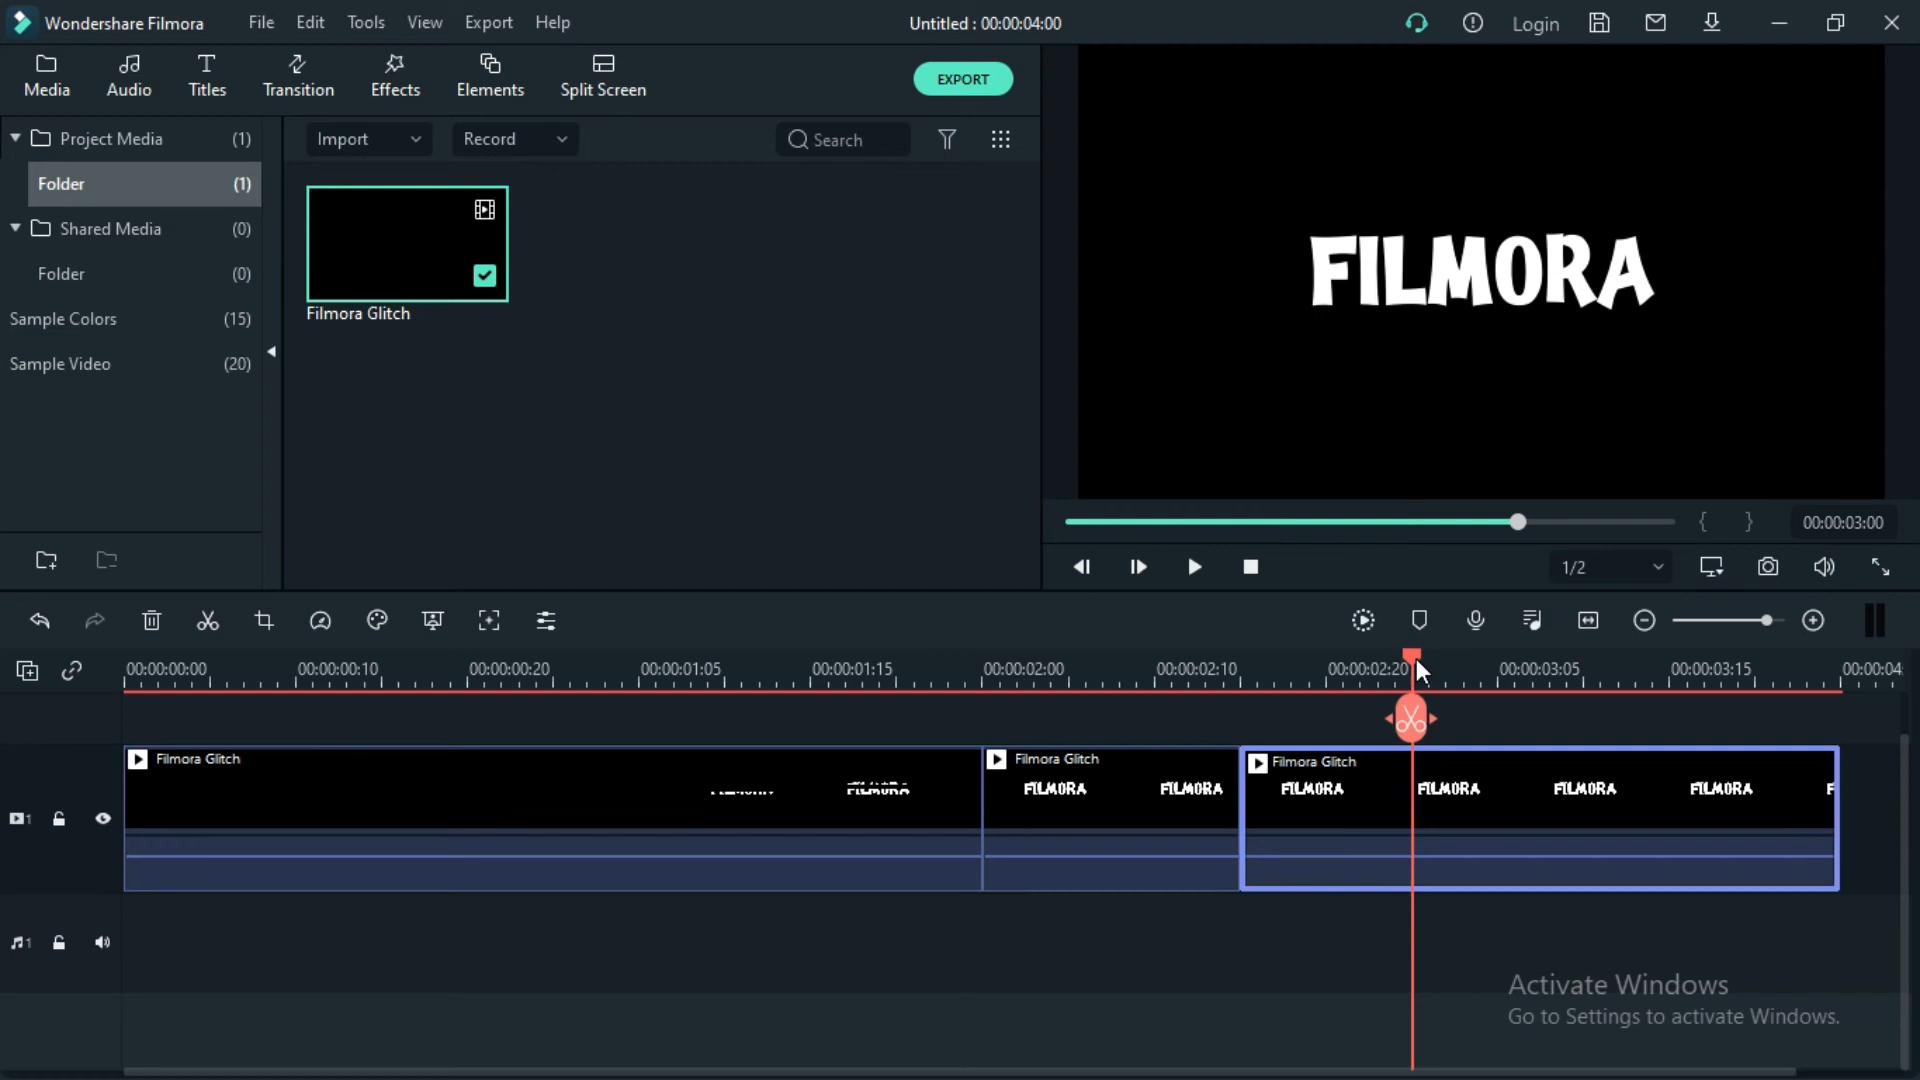 Wondershare Filmora
File Edit Tools View Export Help
Untitled : 00:00:04:00
Login
Media Audio Titles Transition Effects Elements Split Screen
EXPORT
Project Media (1)
Folder (1)
Shared Media (0)
Folder (0)
Sample Colors (15)
Sample Video (20)
Import Record Search
Filmora Glitch
FILMORA
{ } 00:00:03:00
1/2
00:00:00:00 00:00:00:10 00:00:00:20 00:00:01:05 00:00:01:15 00:00:02:00 00:00:02:10 00:00:02:20 00:00:03:05 00:00:03:15 00:00:04
Filmora Glitch Filmora Glitch Filmora Glitch
FILMORA FILMORA FILMORA FILMORA FILMORA FILMORA F
1
1
Activate Windows
Go to Settings to activate Windows.